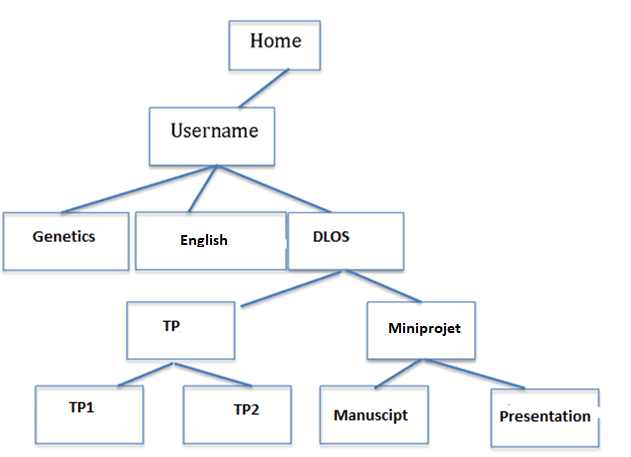 Home
Username
Genetics
English
DLOS
TP
Miniprojet
TP1
TP2
Manuscipt
Presentation